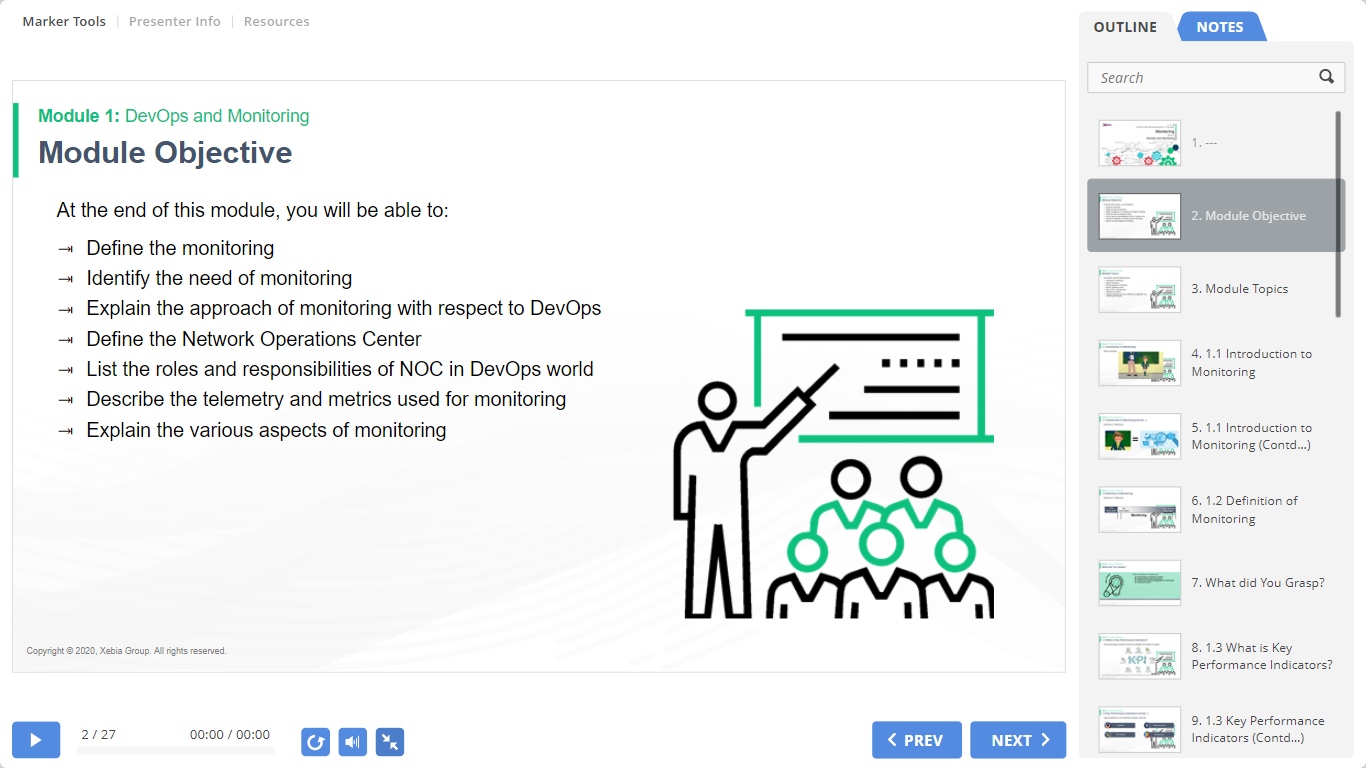 Marker Tools
Presenter Info
Resources
OUTLINE
NOTES
Search
Module 1: DevOps and Monitoring
Module Objective
At the end of this module, you will be able to:
→ Define the monitoring
→ Identify the need of monitoring
→ Explain the approach of monitoring with respect to DevOps
→ Define the Network Operations Center
→ List the roles and responsibilities of NOC in DevOps world
→ Describe the telemetry and metrics used for monitoring
→ Explain the various aspects of monitoring
Copyright © 2020, Xebia Group. All rights reserved.
2 / 27
00:00 / 00:00
PREV
NEXT
1. ---
2. Module Objective
3. Module Topics
4. 1.1 Introduction to
Monitoring
5. 1.1 Introduction to
Monitoring (Contd...)
6. 1.2 Definition of
Monitoring
7. What did You Grasp?
8. 1.3 What is Key
Performance Indicators?
9. 1.3 Key Performance
Indicators (Contd...)
KPI